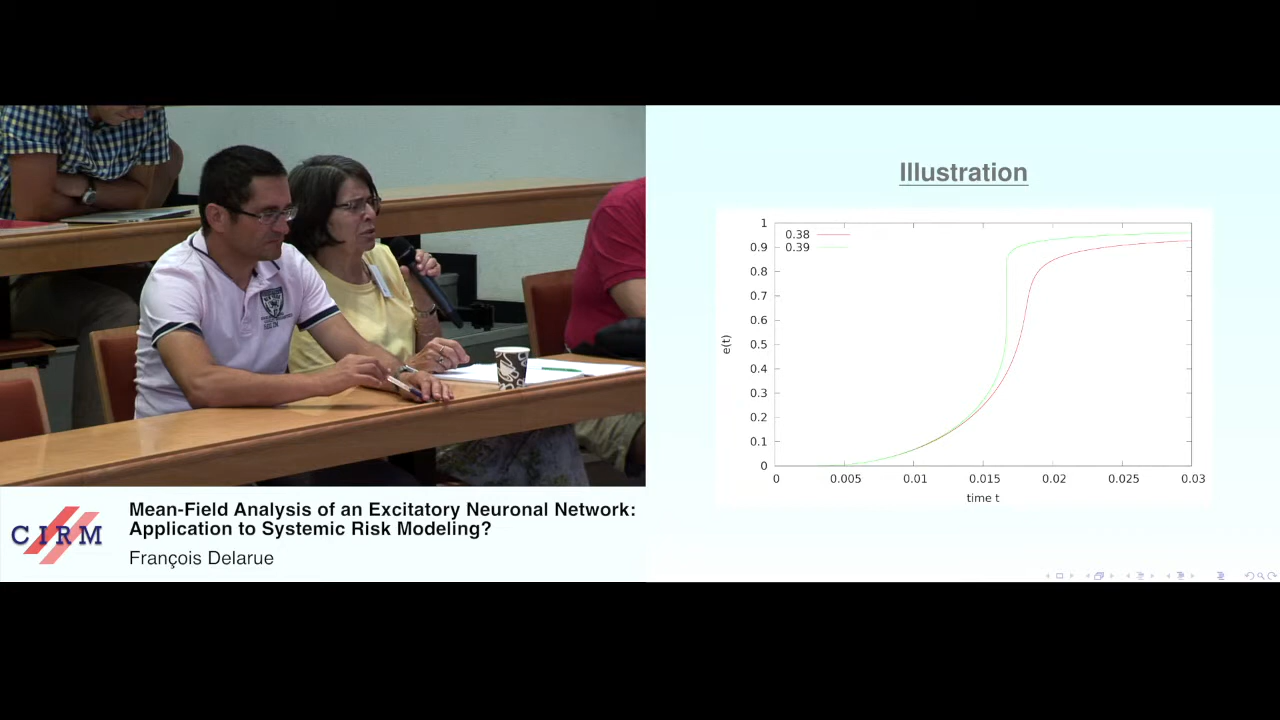 Illustration
1
0.9
0.8
0.7
0.6
0.5
0.4
0.3
0.2
0.1
0
0.38
0.39
e(t)
0 0.005 0.01 0.015 0.02 0.025 0.03
time t
CIRM
Mean-Field Analysis of an Excitatory Neuronal Network:
Application to Systemic Risk Modeling?
François Delarue